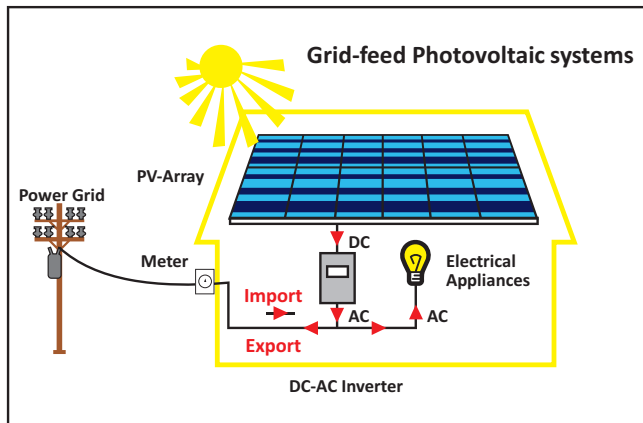 Grid-feed Photovoltaic systems
PV-Array
Power Grid
Meter
DC
Electrical
Appliances
Import
AC
AC
Export
DC-AC Inverter